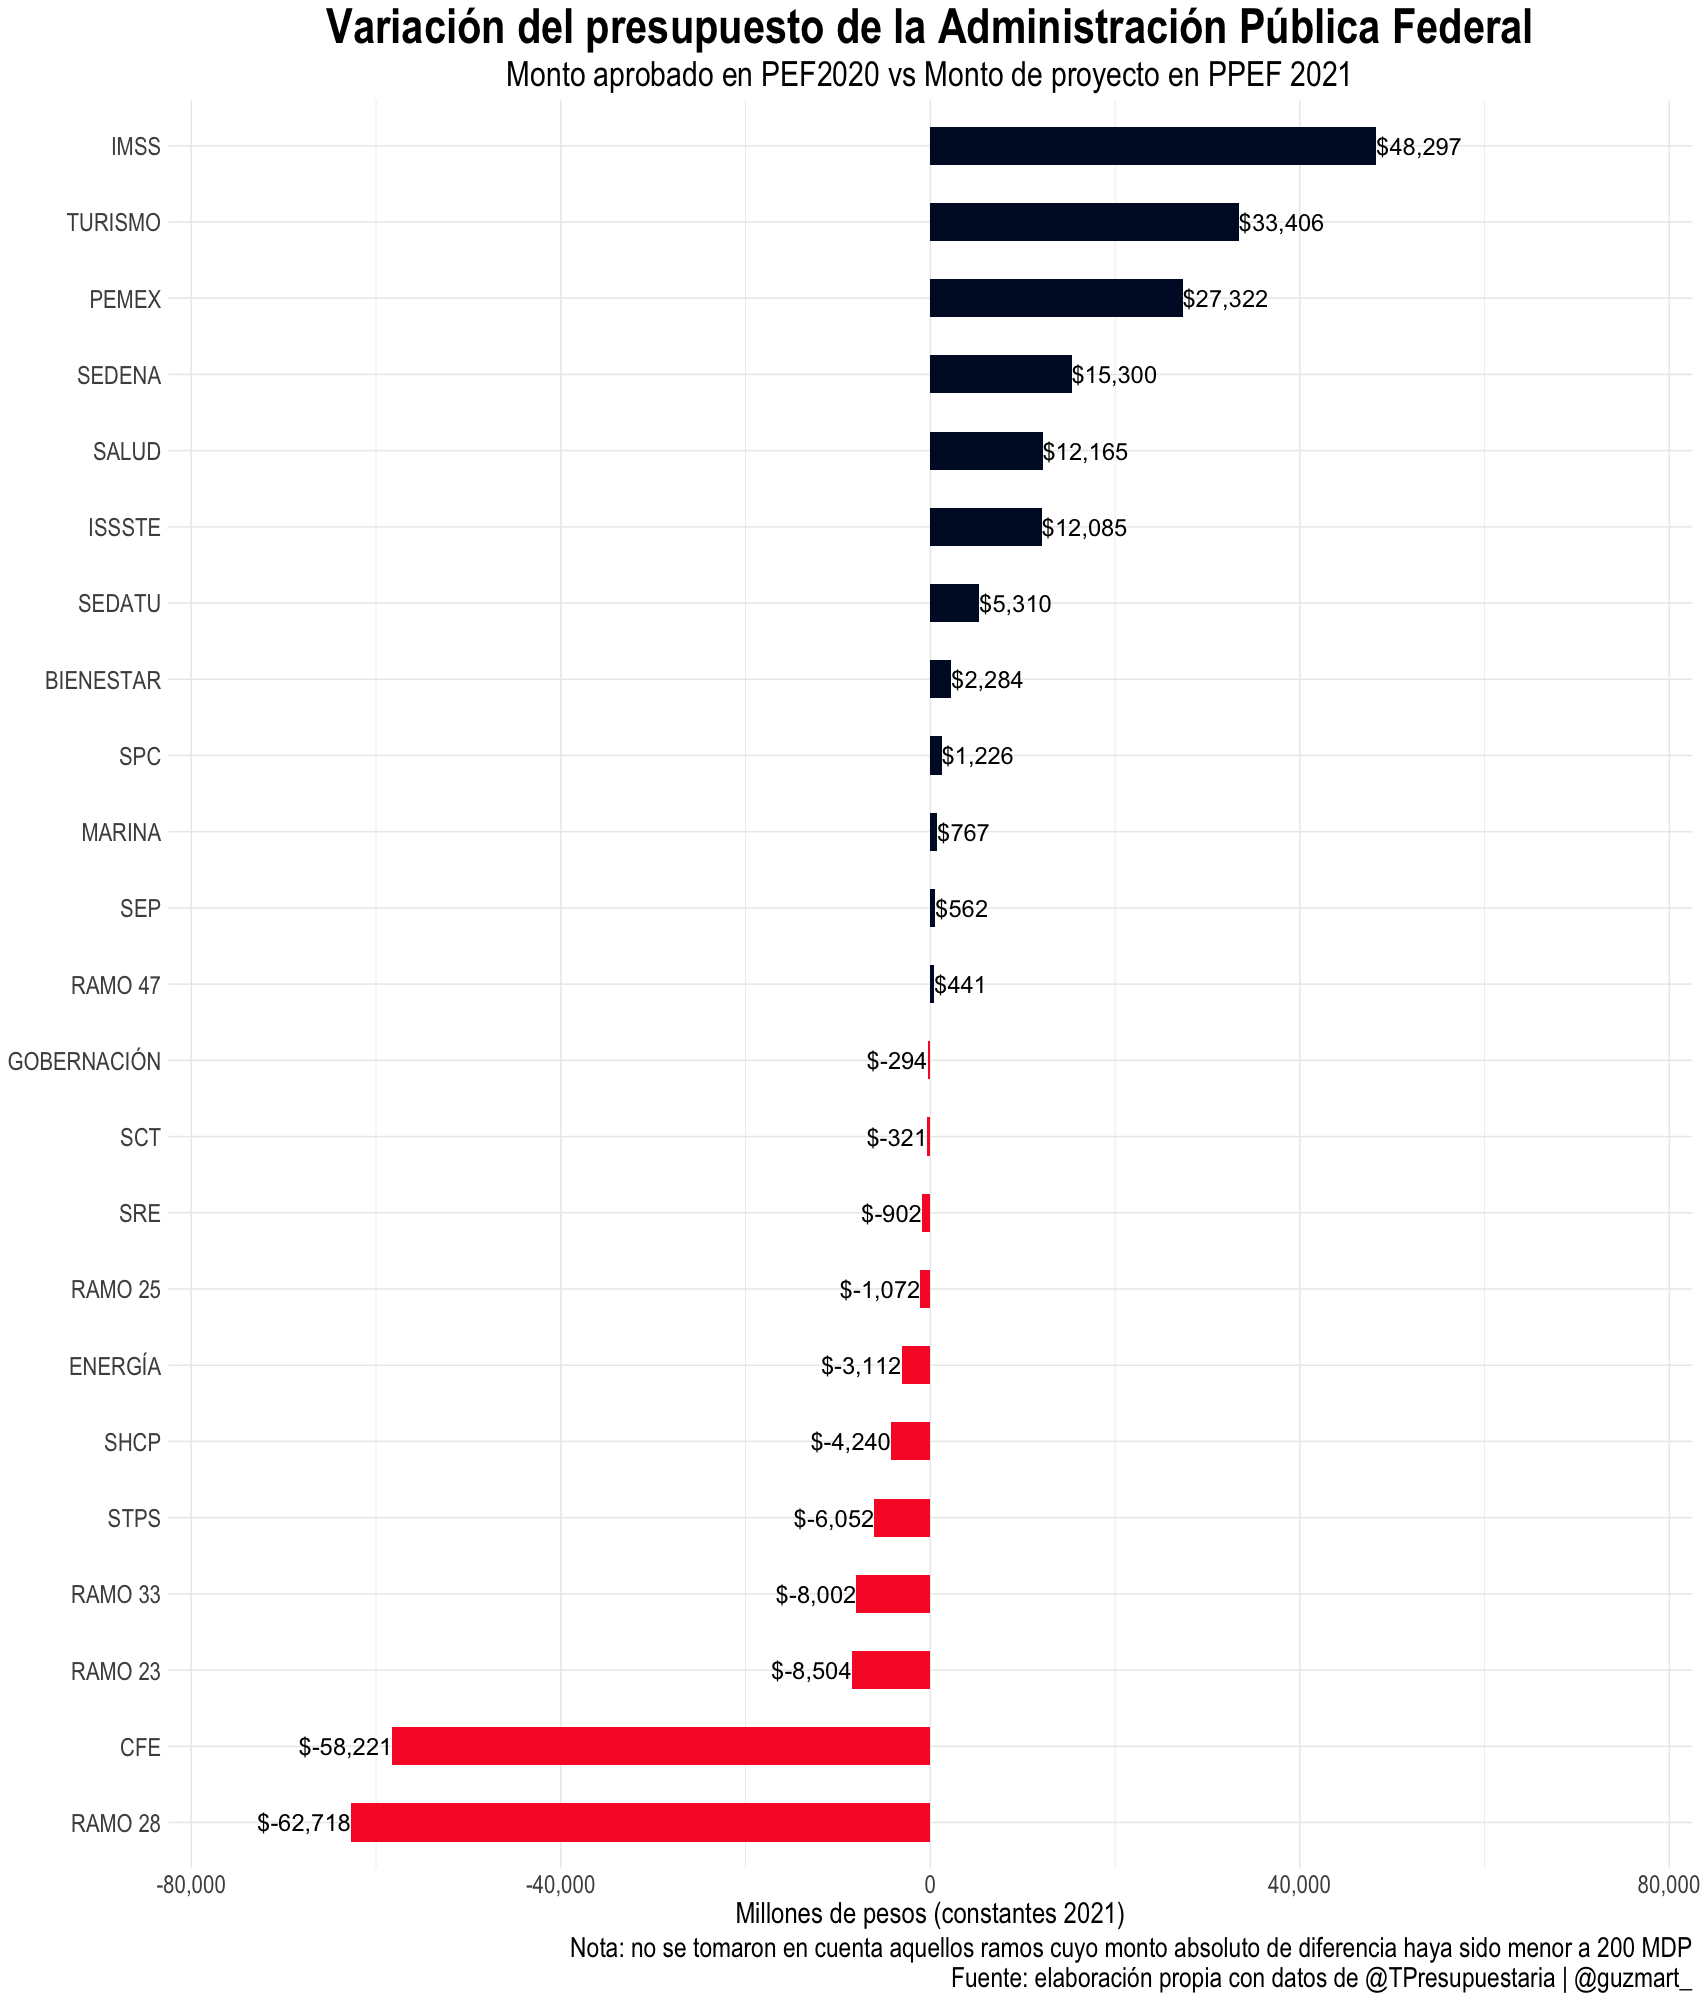 Variación del presupuesto de la Administración Pública Federal
Monto aprobado en PEF2020 vs Monto de proyecto en PPEF 2021
IMSS $48,297
TURISMO $33,406
PEMEX $27,322
SEDENA $15,300
SALUD $12,165
ISSSTE $12,085
SEDATU $5,310
BIENESTAR $2,284
SPC $1,226
MARINA $767
SEP $562
RAMO 47 $441
GOBERNACIÓN $-294
SCT $-321
SRE $-902
RAMO 25 $-1,072
ENERGÍA $-3,112
SHCP $-4,240
STPS $-6,052
RAMO 33 $-8,002
RAMO 23 $-8,504
CFE $-58,221
RAMO 28 $-62,718
-80,000 -40,000 0 40,000 80,000
Millones de pesos (constantes 2021)
Nota: no se tomaron en cuenta aquellos ramos cuyo monto absoluto de diferencia haya sido menor a 200 MDP
Fuente: elaboración propia con datos de @TPresupuestaria | @guzmart_